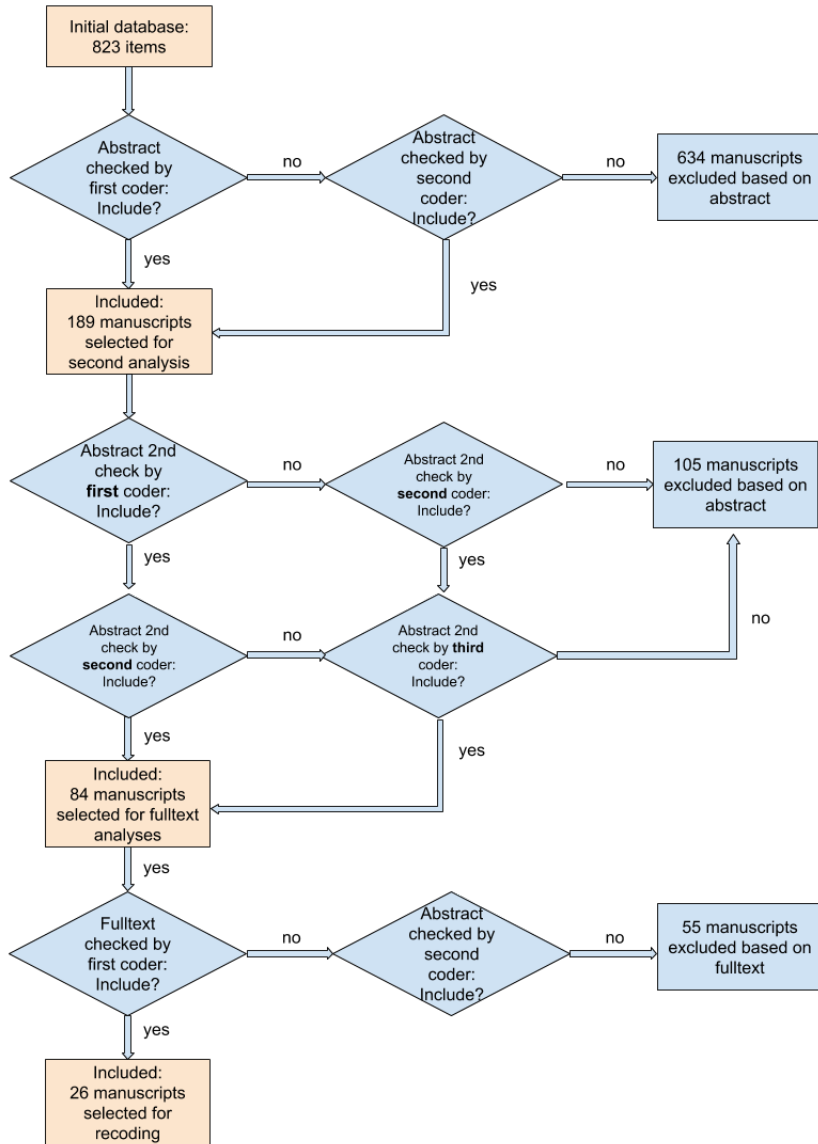 Initial database:
823 items
Abstract
checked by
first coder:
Include?
no
Abstract
checked by
second
coder:
Include?
no
634 manuscripts
excluded based on
abstract
yes
yes
Included:
189 manuscripts
selected for
second analysis
Abstract 2nd
check by
first coder:
Include?
no
Abstract 2nd
check by
second coder:
Include?
no
105 manuscripts
excluded based on
abstract
yes
yes
Abstract 2nd
check by
second coder:
Include?
no
Abstract 2nd
check by third
coder:
Include?
no
yes
yes
Included:
84 manuscripts
selected for fulltext
analyses
yes
Fulltext
checked by
first coder:
Include?
no
Abstract
checked by
second
coder:
Include?
no
55 manuscripts
excluded based on
fulltext
yes
Included:
26 manuscripts
selected for
recoding